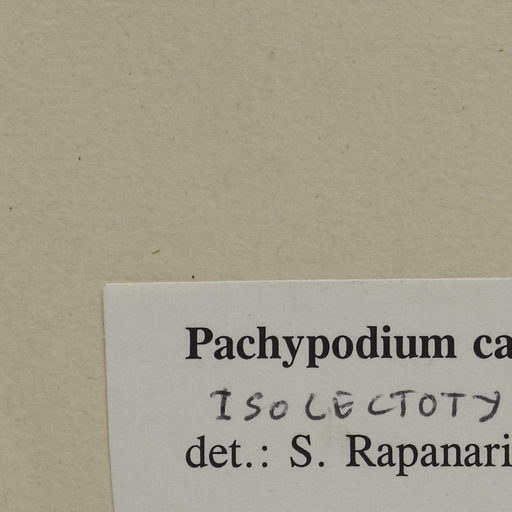 Pachypodium ca
ISOLECTOTY
det.: S. Rapanari